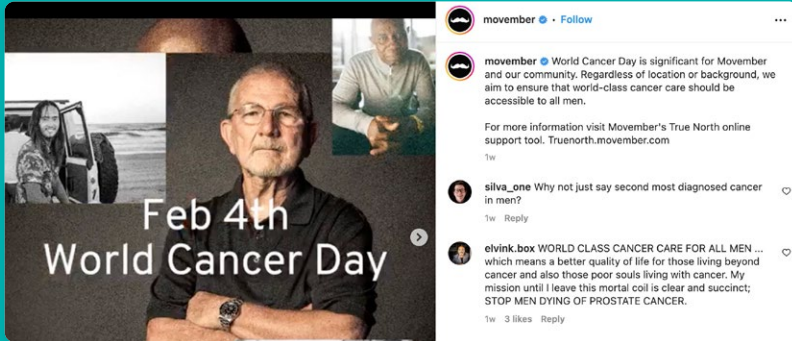 Feb 4th
World Cancer Day
movember • Follow
movember World Cancer Day is significant for Movember
and our community. Regardless of location or background, we
aim to ensure that world-class cancer care should be
accessible to all men.
For more information visit Movember's True North online
support tool. Truenorth.movember.com
1w
silva_one Why not just say second most diagnosed cancer
in men?
1w Reply
elvink.box WORLD CLASS CANCER CARE FOR ALL MEN ...
which means a better quality of life for those living beyond
cancer and also those poor souls living with cancer. My
mission until I leave this mortal coil is clear and succinct;
STOP MEN DYING OF PROSTATE CANCER.
1w 3 likes Reply